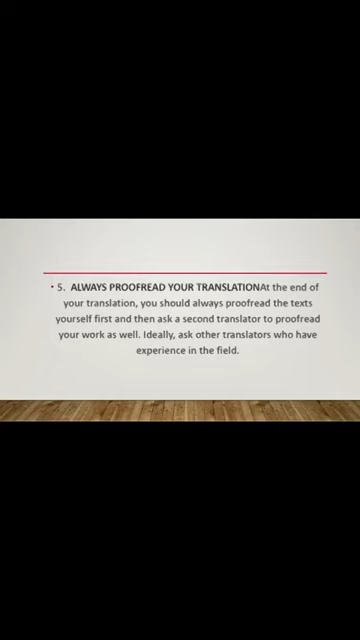 • 5. ALWAYS PROOFREAD YOUR TRANSLATIONAt the end of
your translation, you should always proofread the texts
yourself first and then ask a second translator to proofread
your work as well. Ideally, ask other translators who have
experience in the field.